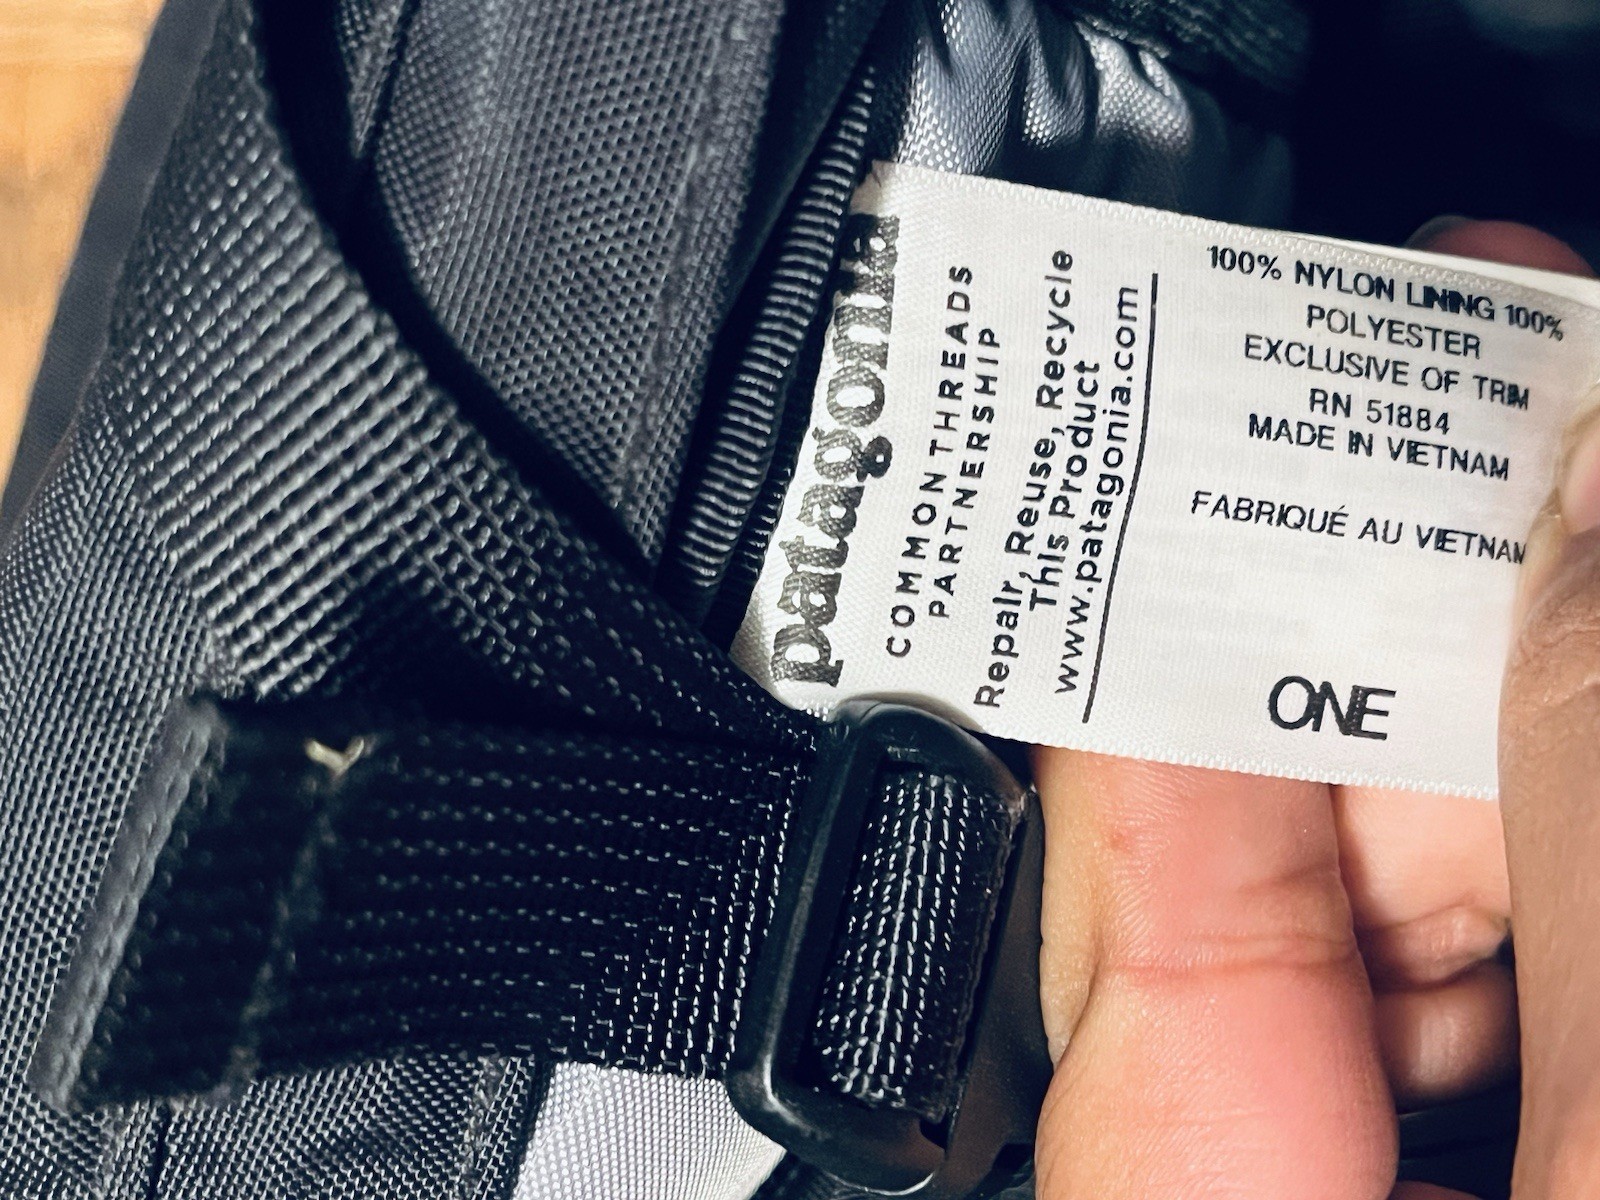 patagonia
COMMON THREADS
PARTNERSHIP
Repair, Reuse, Recycle
This product
www.patagonia.com
100% NYLON LINING 100%
POLYESTER
EXCLUSIVE OF TRIM
RN 51884
MADE IN VIETNAM
FABRIQUÉ AU VIETNAM
ONE